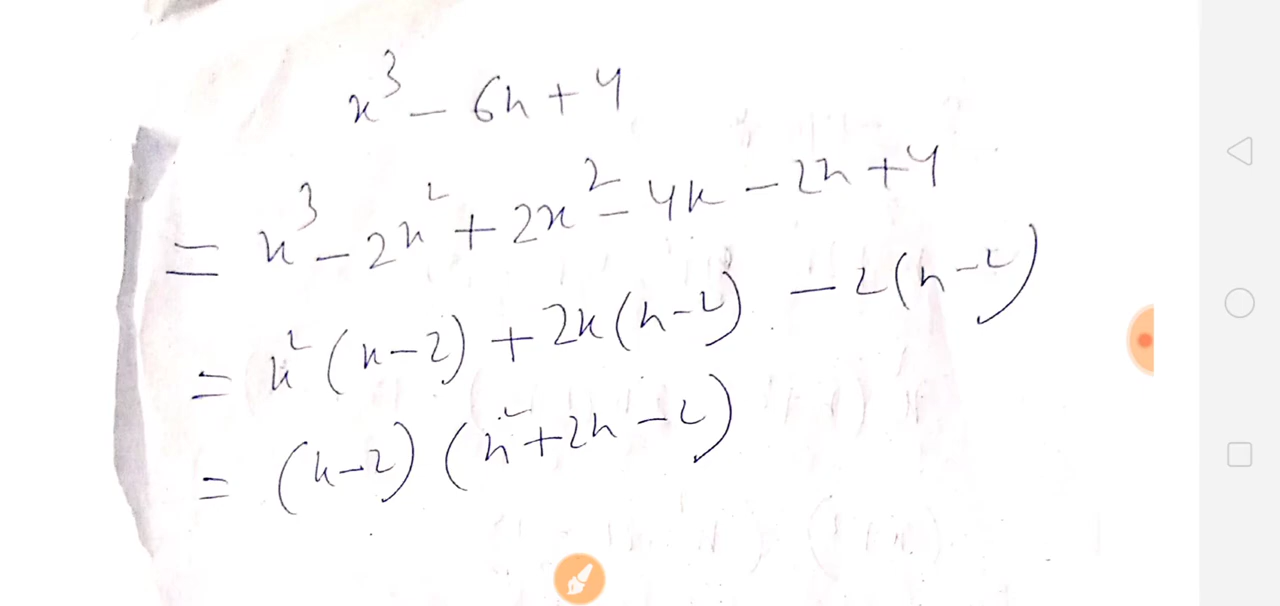 x³ - 6x + 4
= x³ - 2x² + 2x² - 4x - 2x + 4
= x² (x-2) + 2x (x-2) - 2 (x-2)
= (x-2) (x² + 2x - 2)